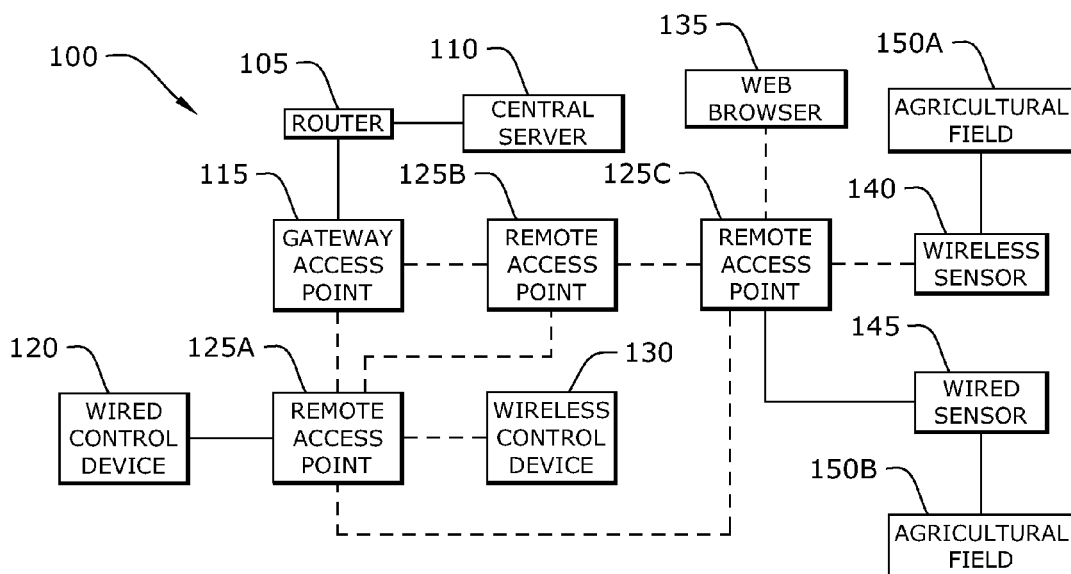 100
105
110
135
150A
ROUTER
CENTRAL
SERVER
WEB
BROWSER
AGRICULTURAL
FIELD
115
125B
125C
140
GATEWAY
ACCESS
POINT
REMOTE
ACCESS
POINT
REMOTE
ACCESS
POINT
WIRELESS
SENSOR
120
125A
130
145
WIRED
CONTROL
DEVICE
REMOTE
ACCESS
POINT
WIRELESS
CONTROL
DEVICE
WIRED
SENSOR
150B
AGRICULTURAL
FIELD